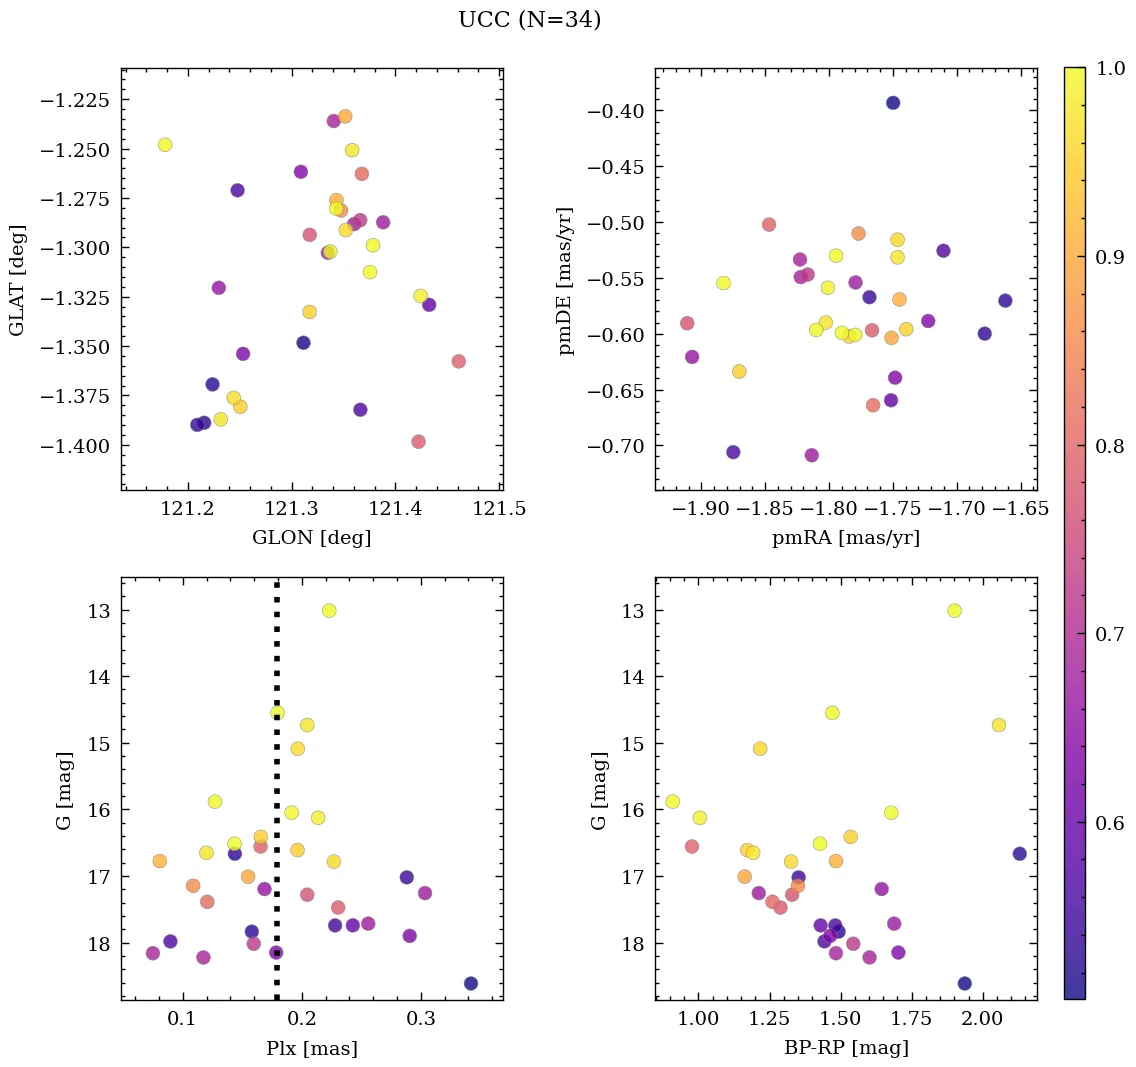 UCC (N=34)
−1.225
−1.250
−1.275
−1.300
−1.325
−1.350
−1.375
−1.400
GLAT [deg]
121.2 121.3 121.4 121.5
GLON [deg]
−0.40
−0.45
−0.50
−0.55
−0.60
−0.65
−0.70
pmDE [mas/yr]
−1.90 −1.85 −1.80 −1.75 −1.70 −1.65
pmRA [mas/yr]
1.0
0.9
0.8
0.7
0.6
13
14
15
16
17
18
G [mag]
0.1 0.2 0.3
Plx [mas]
13
14
15
16
17
18
G [mag]
1.00 1.25 1.50 1.75 2.00
BP-RP [mag]